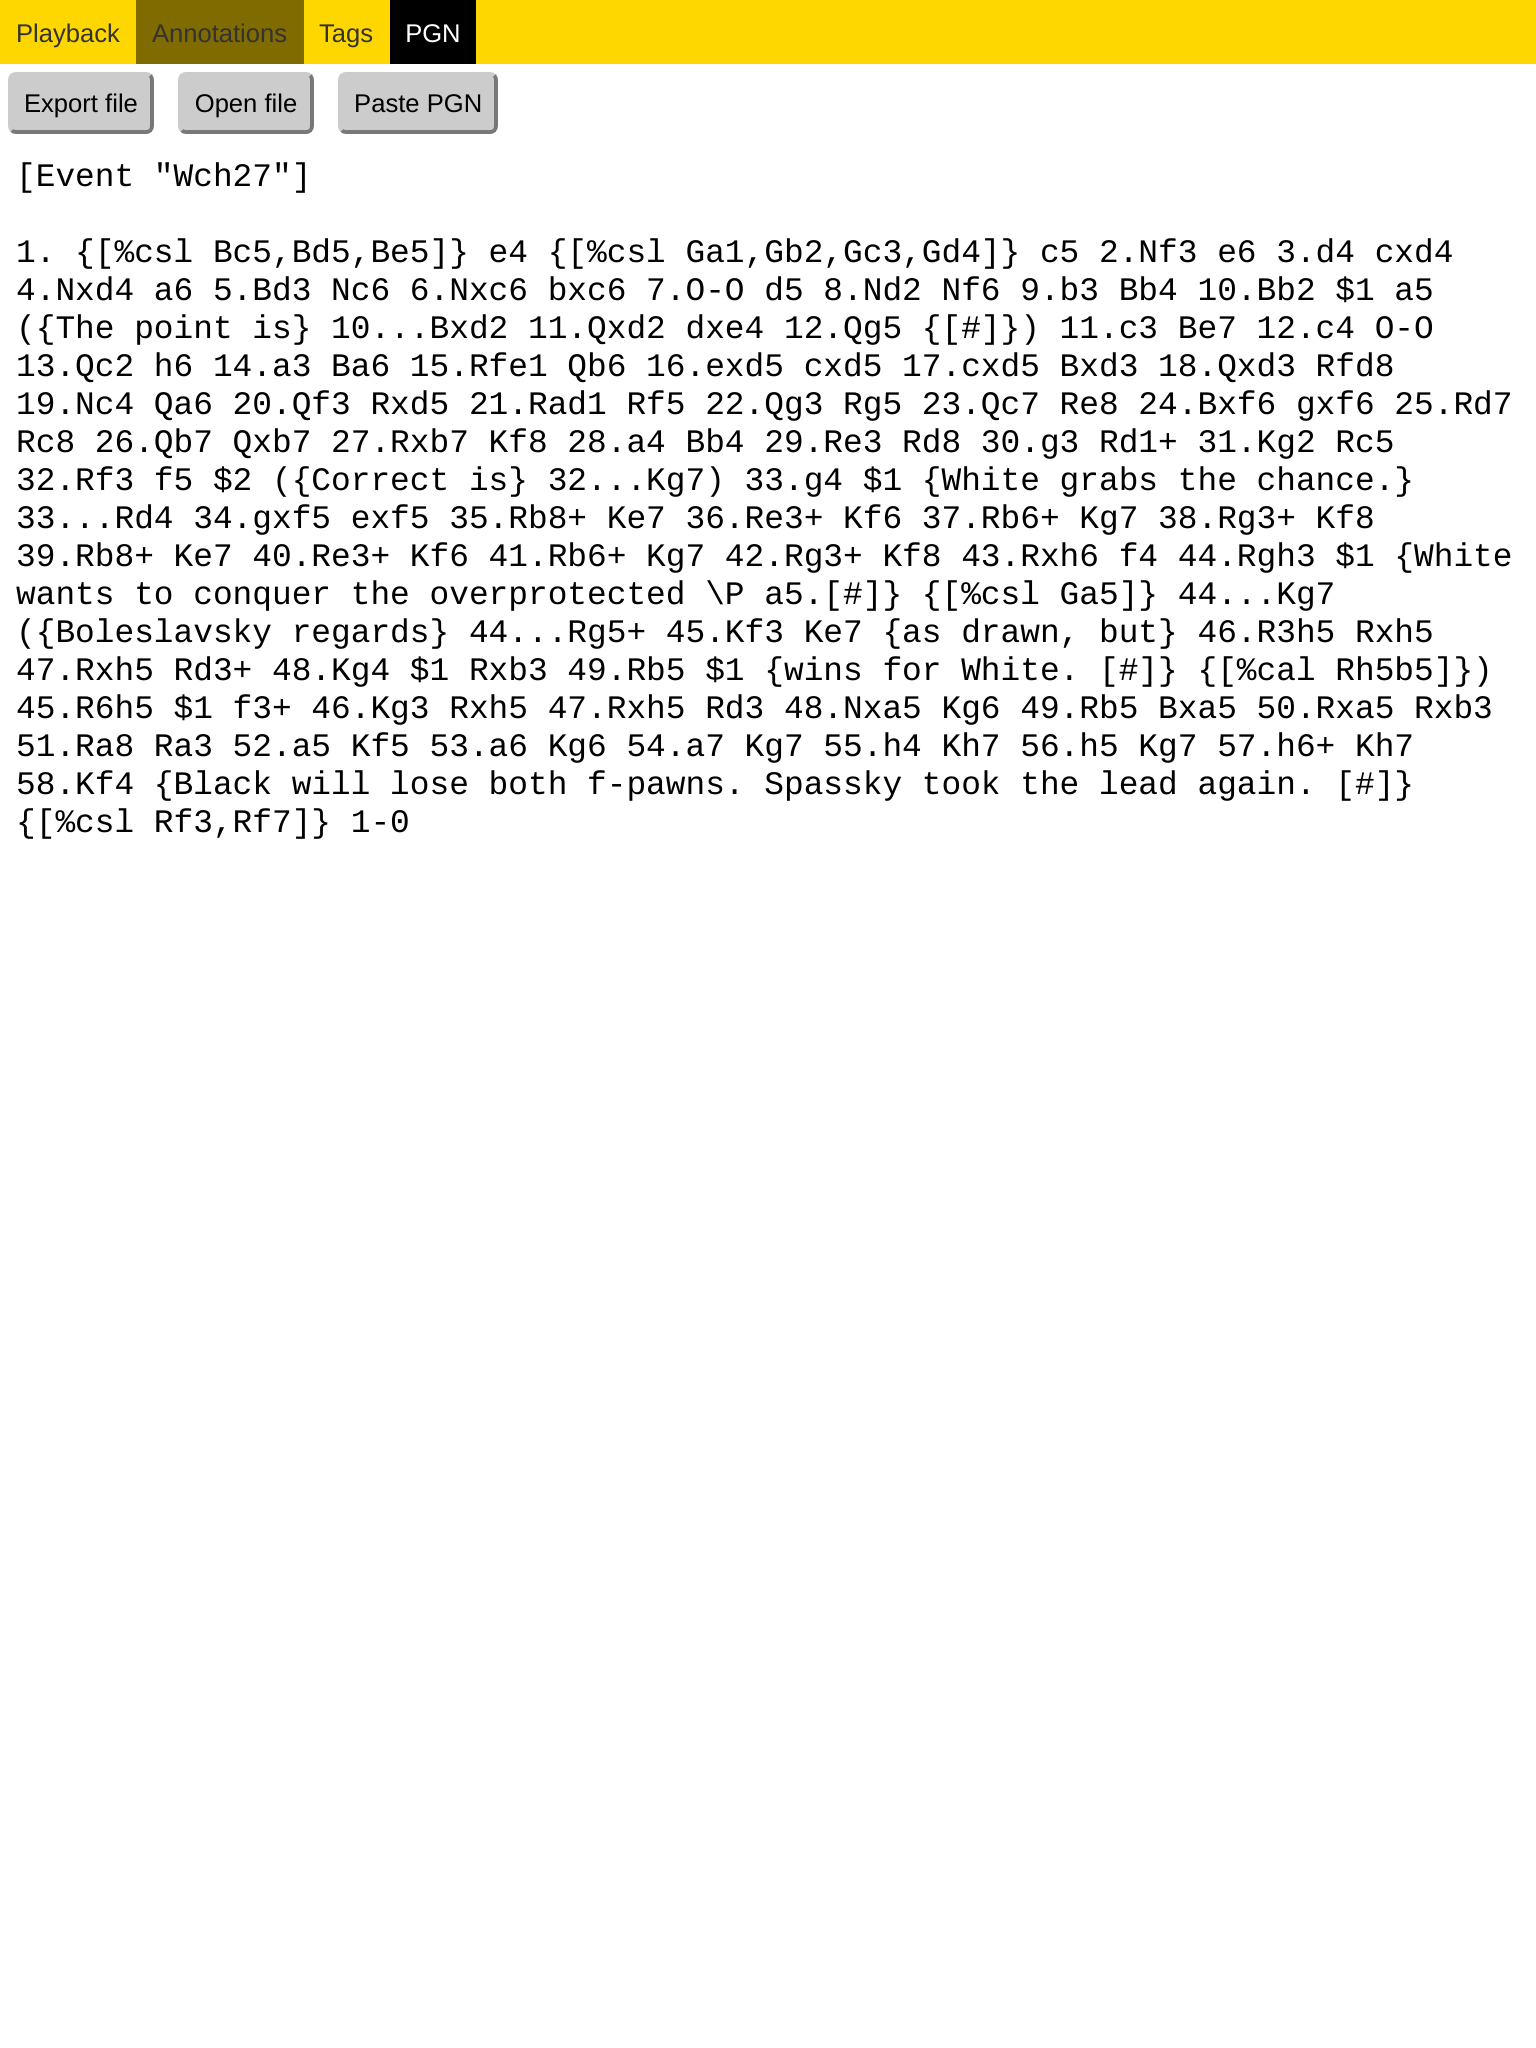 Playback Annotations Tags PGN
Export file Open file Paste PGN
[Event "Wch27"]
1. {[%csl Bc5,Bd5,Be5]} e4 {[%csl Ga1,Gb2,Gc3,Gd4]} c5 2.Nf3 e6 3.d4 cxd4
4.Nxd4 a6 5.Bd3 Nc6 6.Nxc6 bxc6 7.O-O d5 8.Nd2 Nf6 9.b3 Bb4 10.Bb2 $1 a5
({The point is} 10...Bxd2 11.Qxd2 dxe4 12.Qg5 {[#]}) 11.c3 Be7 12.c4 O-O
13.Qc2 h6 14.a3 Ba6 15.Rfe1 Qb6 16.exd5 cxd5 17.cxd5 Bxd3 18.Qxd3 Rfd8
19.Nc4 Qa6 20.Qf3 Rxd5 21.Rad1 Rf5 22.Qg3 Rg5 23.Qc7 Re8 24.Bxf6 gxf6 25.Rd7
Rc8 26.Qb7 Qxb7 27.Rxb7 Kf8 28.a4 Bb4 29.Re3 Rd8 30.g3 Rd1+ 31.Kg2 Rc5
32.Rf3 f5 $2 ({Correct is} 32...Kg7) 33.g4 $1 {White grabs the chance.}
33...Rd4 34.gxf5 exf5 35.Rb8+ Ke7 36.Re3+ Kf6 37.Rb6+ Kg7 38.Rg3+ Kf8
39.Rb8+ Ke7 40.Re3+ Kf6 41.Rb6+ Kg7 42.Rg3+ Kf8 43.Rxh6 f4 44.Rgh3 $1 {White
wants to conquer the overprotected \P a5.[#]} {[%csl Ga5]} 44...Kg7
({Boleslavsky regards} 44...Rg5+ 45.Kf3 Ke7 {as drawn, but} 46.R3h5 Rxh5
47.Rxh5 Rd3+ 48.Kg4 $1 Rxb3 49.Rb5 $1 {wins for White. [#]} {[%cal Rh5b5]})
45.R6h5 $1 f3+ 46.Kg3 Rxh5 47.Rxh5 Rd3 48.Nxa5 Kg6 49.Rb5 Bxa5 50.Rxa5 Rxb3
51.Ra8 Ra3 52.a5 Kf5 53.a6 Kg6 54.a7 Kg7 55.h4 Kh7 56.h5 Kg7 57.h6+ Kh7
58.Kf4 {Black will lose both f-pawns. Spassky took the lead again. [#]}
{[%csl Rf3,Rf7]} 1-0